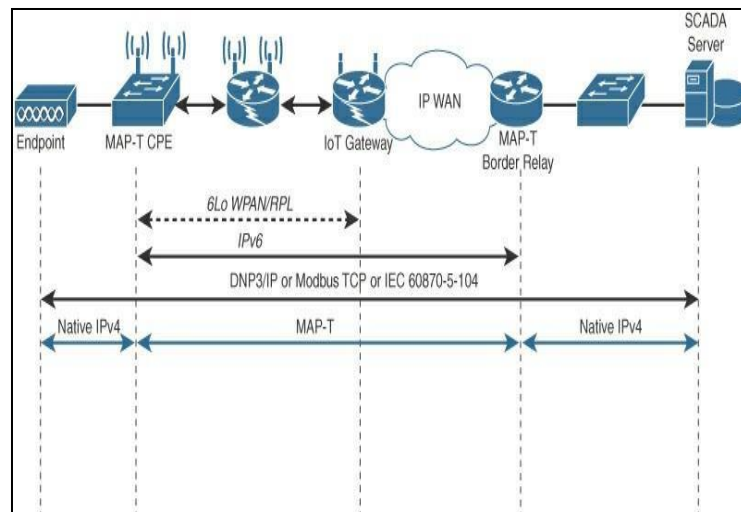 SCADA
Server
IP WAN
Endpoint
MAP-T CPE
IoT Gateway
MAP-T
Border Relay
6Lo WPAN/RPL
IPv6
DNP3/IP or Modbus TCP or IEC 60870-5-104
Native IPv4
MAP-T
Native IPv4